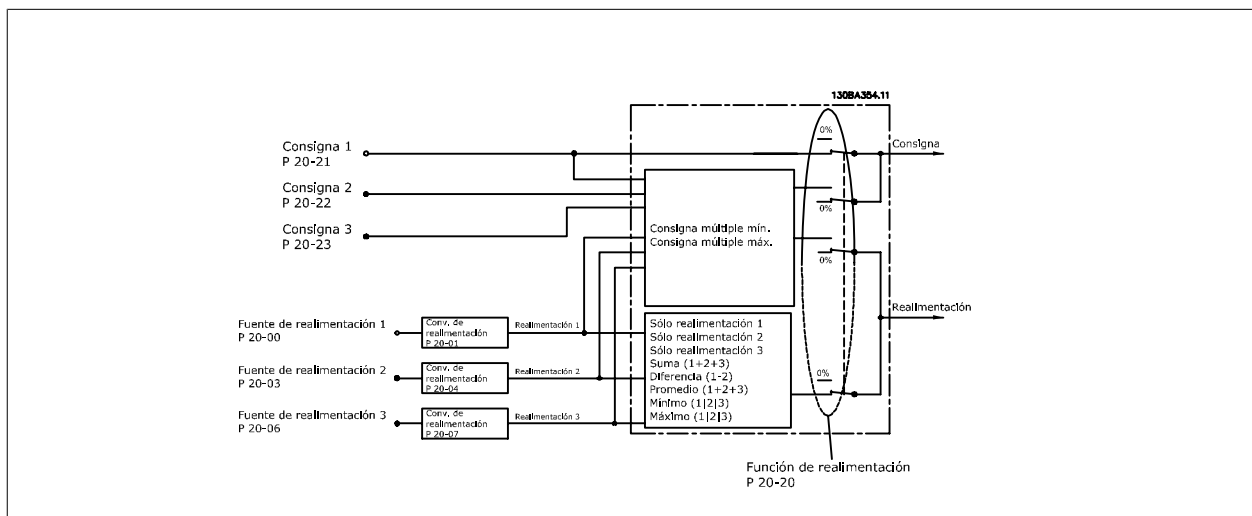 130BA354.11
0%
Consigna
Consigna 1
P 20-21
Consigna 2
P 20-22
0%
Consigna 3
P 20-23
Consigna múltiple mín.
Consigna múltiple máx.
0%
Realimentación
Fuente de realimentación 1
P 20-00
Conv. de
realimentación
P 20-01
Realimentación 1
Sólo realimentación 1
Sólo realimentación 2
Sólo realimentación 3
Suma (1+2+3)
Diferencia (1-2)
Promedio (1+2+3)
Mínimo (1|2|3)
Máximo (1|2|3)
0%
Fuente de realimentación 2
P 20-03
Conv. de
realimentación
P 20-04
Realimentación 2
Fuente de realimentación 3
P 20-06
Conv. de
realimentación
P 20-07
Realimentación 3
Función de realimentación
P 20-20